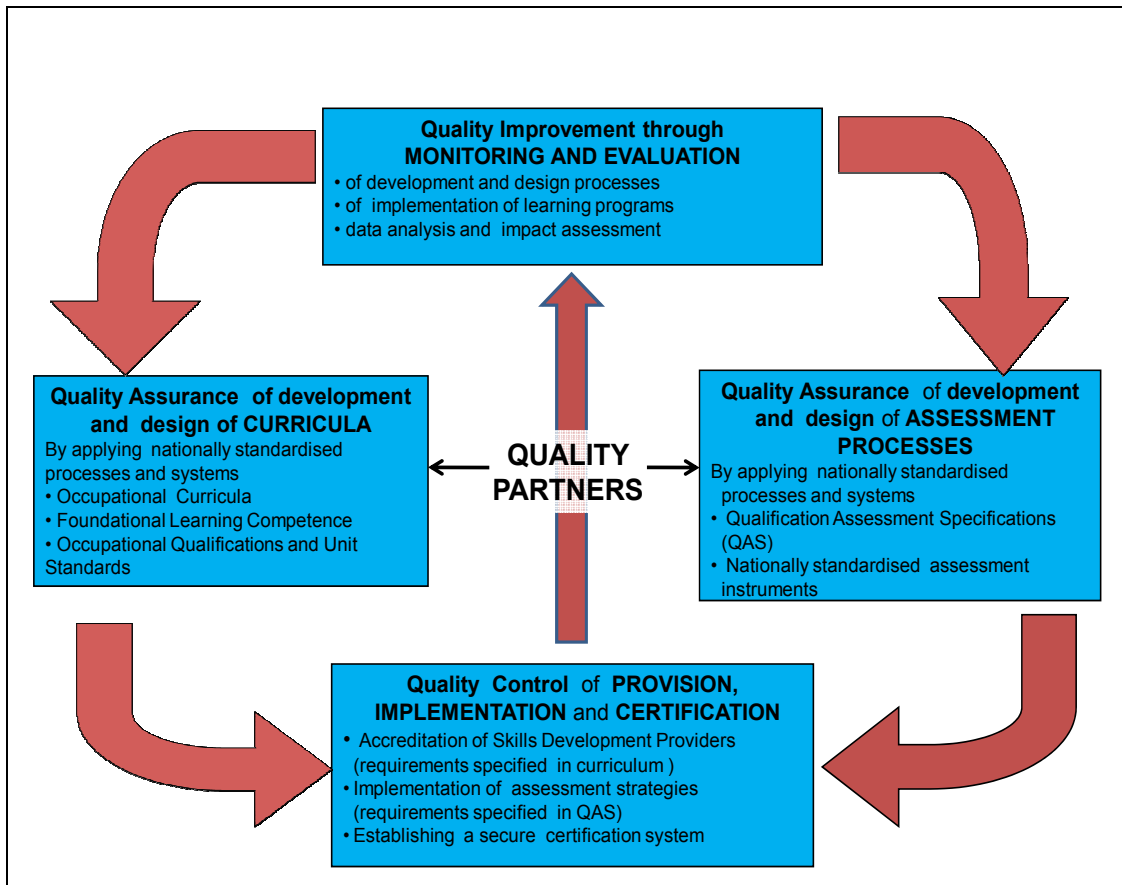 Quality Improvement through
MONITORING AND EVALUATION
• of development and design processes
• of implementation of learning programs
• data analysis and impact assessment
Quality Assurance of development
and design of CURRICULA
By applying nationally standardised
processes and systems
• Occupational Curricula
• Foundational Learning Competence
• Occupational Qualifications and Unit
Standards
QUALITY
PARTNERS
Quality Assurance of development
and design of ASSESSMENT
PROCESSES
By applying nationally standardised
processes and systems
• Qualification Assessment Specifications
(QAS)
• Nationally standardised assessment
instruments
Quality Control of PROVISION,
IMPLEMENTATION and CERTIFICATION
• Accreditation of Skills Development Providers
(requirements specified in curriculum )
• Implementation of assessment strategies
(requirements specified in QAS)
• Establishing a secure certification system